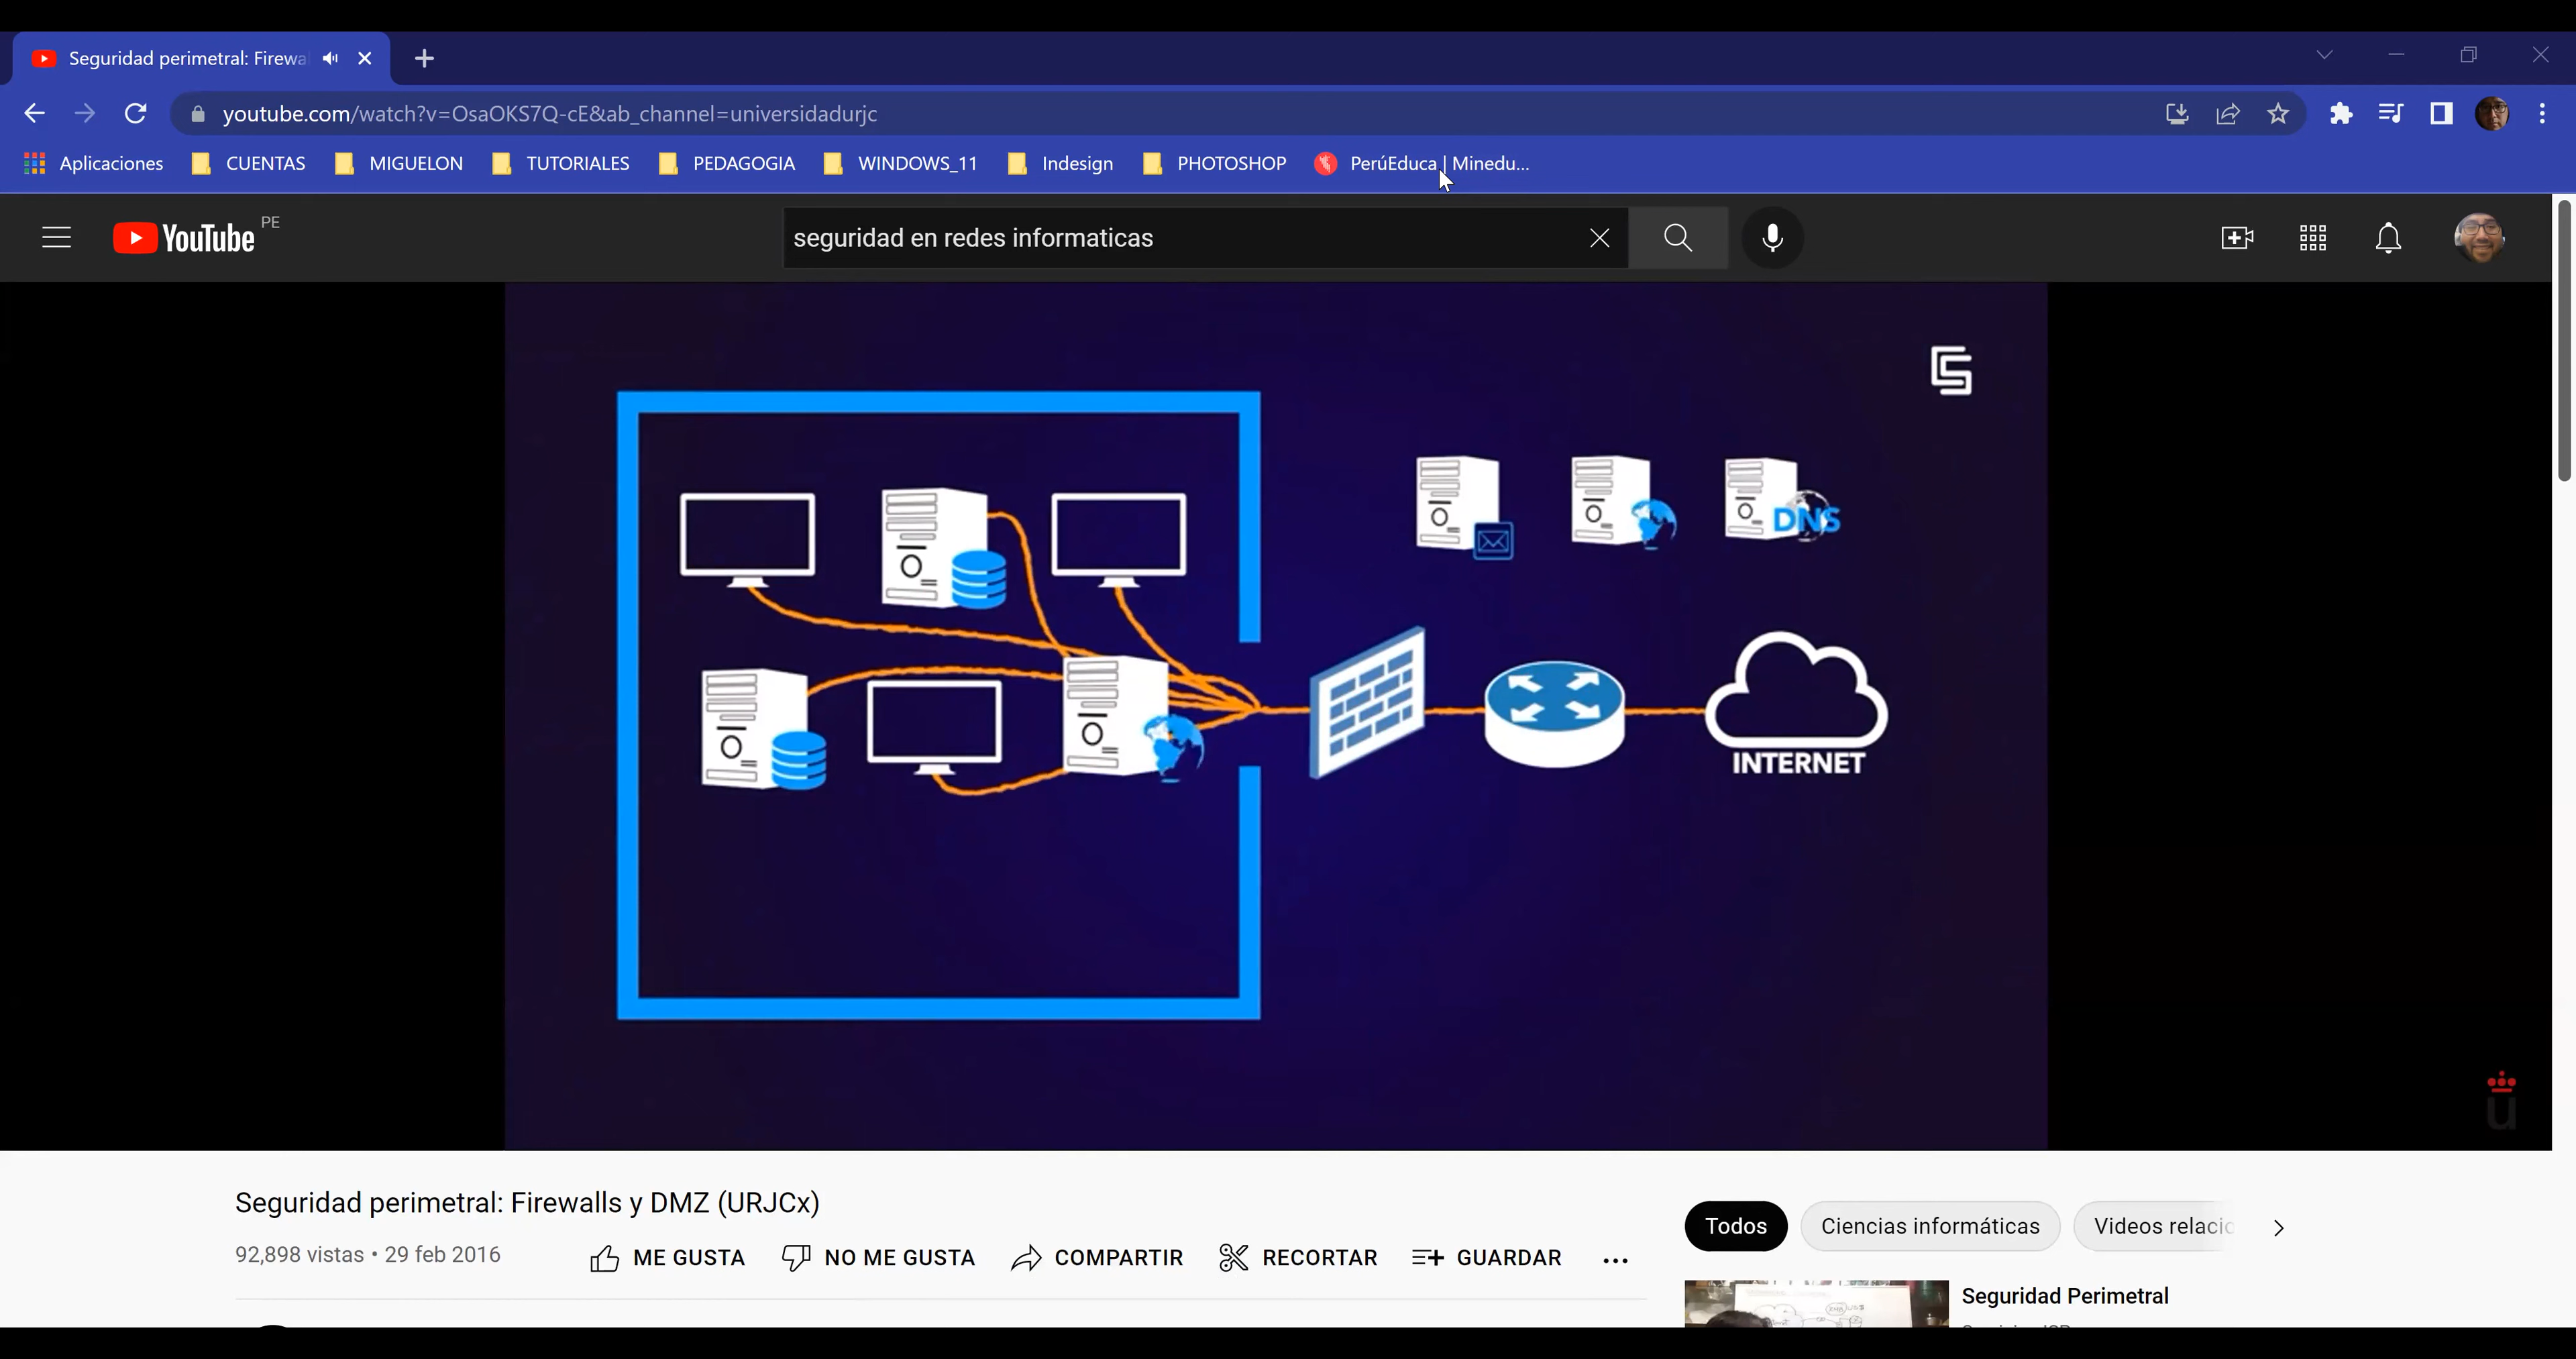 Seguridad perimetral: Firewa
youtube.com/watch?v=OsaOKS7Q-cE&ab_channel=universidadurjc
Aplicaciones CUENTAS MIGUELON TUTORIALES PEDAGOGIA WINDOWS_11 Indesign PHOTOSHOP PerúEduca | Minedu...
YouTube PE
seguridad en redes informaticas
DNS
INTERNET
u
Seguridad perimetral: Firewalls y DMZ (URJCx)
92,898 vistas • 29 feb 2016 ME GUSTA NO ME GUSTA COMPARTIR RECORTAR GUARDAR ...
Todos Ciencias informáticas Videos relacio
Seguridad Perimetral